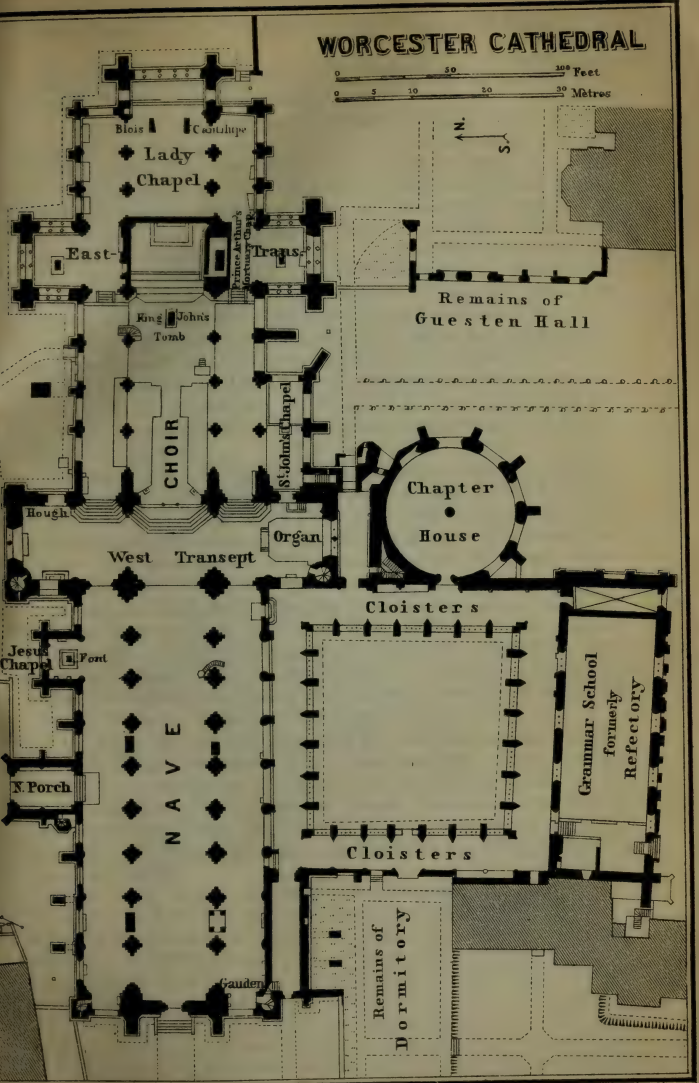 WORCESTER CATHEDRAL
0 50 100 Feet
0 5 10 20 30 Mètres
N.
S.
Blois Cantilupe
Lady
Chapel
East- Trans-
Prince Arthur's
Mortuary Chap.
King John's
Tomb
Remains of
Guesten Hall
CHOIR
St. John's Chapel
Chapter
House
Hough
Organ
West Transept
Cloisters
Jesus
Chapel
Font
Grammar School
formerly
Refectory
N. Porch
NAVE
Cloisters
Remains of
Dormitory
Gauden